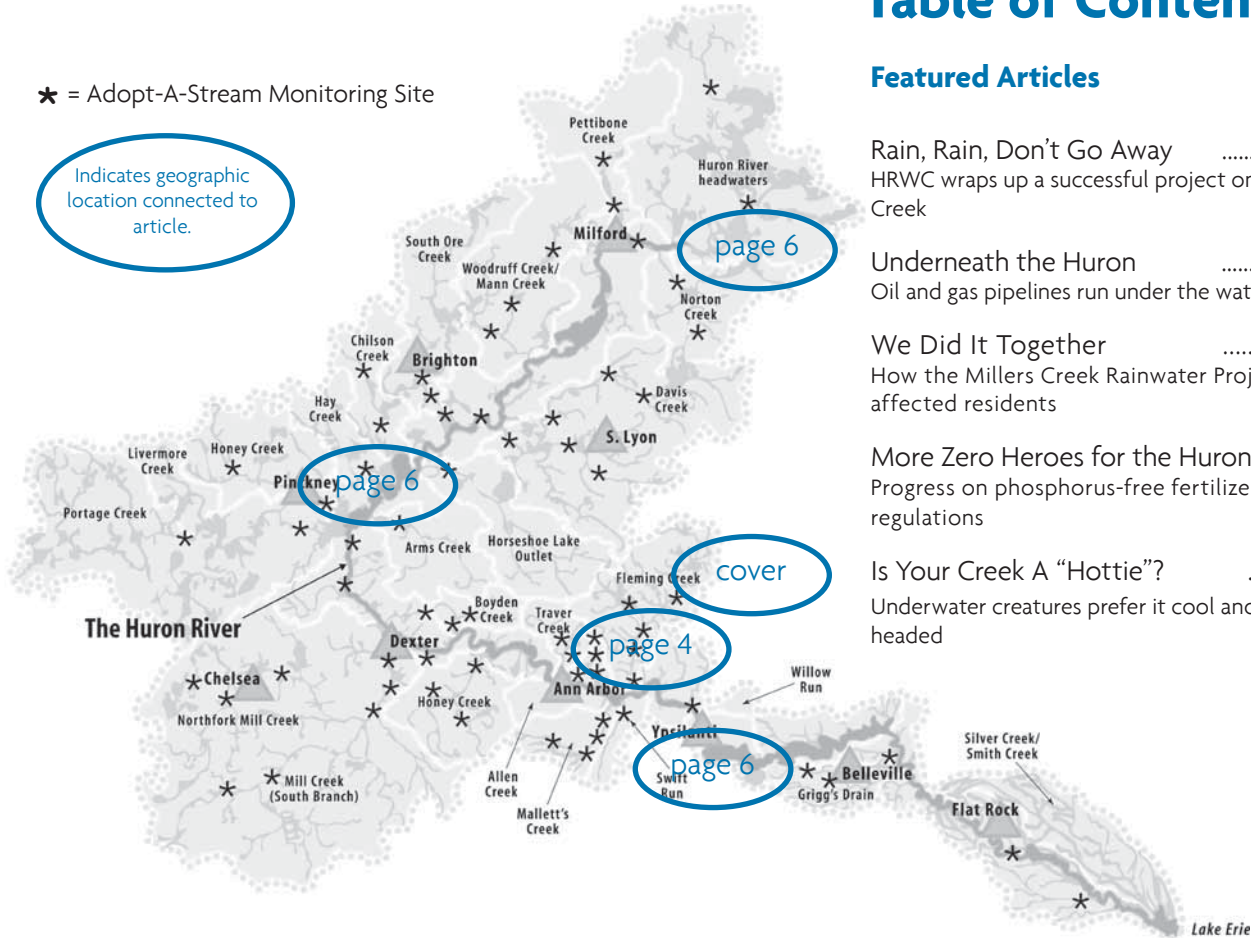 Table of Conten
★ = Adopt-A-Stream Monitoring Site
Indicates geographic
location connected to
article.
Featured Articles
Rain, Rain, Don't Go Away ......
HRWC wraps up a successful project or
Creek
Underneath the Huron ......
Oil and gas pipelines run under the wat
We Did It Together .....
How the Millers Creek Rainwater Proj
affected residents
More Zero Heroes for the Huron
Progress on phosphorus-free fertilize
regulations
Is Your Creek A "Hottie"? .
Underwater creatures prefer it cool and
headed
Pettibone
Creek
Huron River
headwaters
Milford
page 6
South Ore
Creek
Woodruff Creek/
Mann Creek
Norton
Creek
Chilson
Creek
Brighton
Davis
Creek
Hay
Creek
S. Lyon
Livermore
Creek
Honey Creek
Pinckney
page 6
Portage Creek
Arms Creek
Horseshoe Lake
Outlet
Fleming Creek
cover
The Huron River
Boyden
Creek
Traver
Creek
Dexter
page 4
Chelsea
Ann Arbor
Willow
Run
Northfork Mill Creek
Honey Creek
Ypsilanti
page 6
Swift
Run
Silver Creek/
Smith Creek
Mill Creek
(South Branch)
Allen
Creek
Mallett's
Creek
Belleville
Grigg's Drain
Flat Rock
Lake Erie